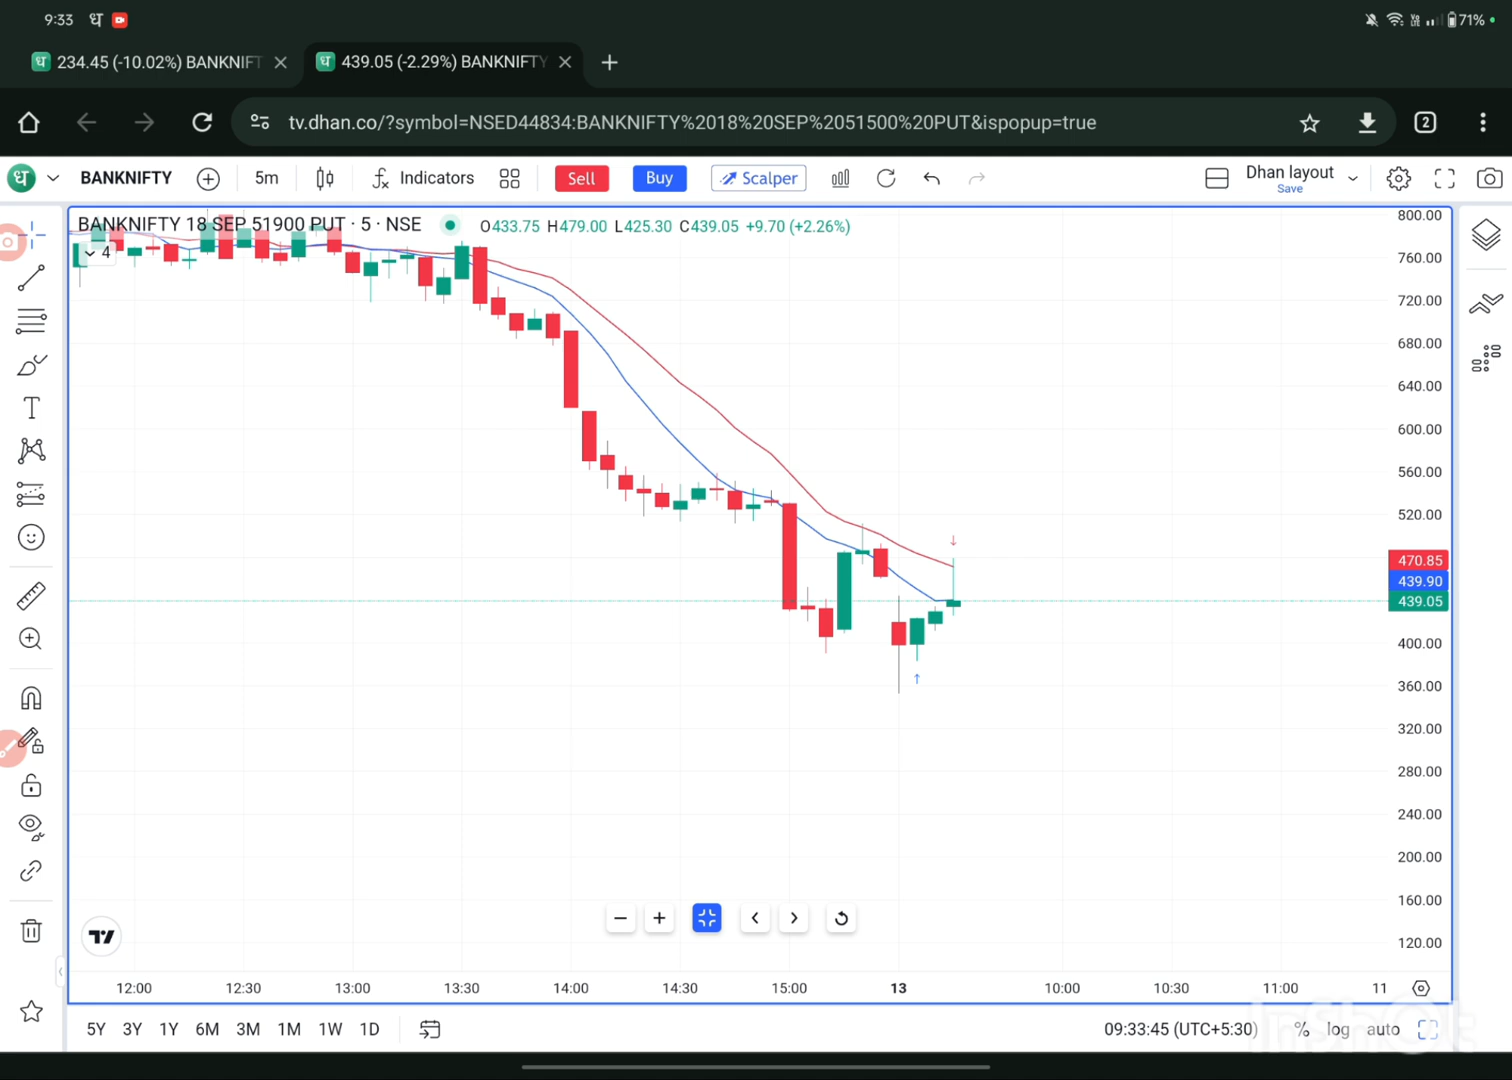 9:33 ध 71%
ध 234.45 (-10.02%) BANKNIFT
ध 439.05 (-2.29%) BANKNIFTY
tv.dhan.co/?symbol=NSED44834:BANKNIFTY%2018%20SEP%2051500%20PUT&ispopup=true 2
ध BANKNIFTY 5m Indicators Sell Buy Scalper Dhan layout
Save
BANKNIFTY 18 SEP 51900 PUT · 5 · NSE O433.75 H479.00 L425.30 C439.05 +9.70 (+2.26%)
4
800.00
760.00
720.00
680.00
640.00
600.00
560.00
520.00
470.85
439.90
439.05
400.00
360.00
320.00
280.00
240.00
200.00
160.00
120.00
12:00 12:30 13:00 13:30 14:00 14:30 15:00 13 10:00 10:30 11:00 11
5Y 3Y 1Y 6M 3M 1M 1W 1D 09:33:45 (UTC+5:30) % log auto
InShOt